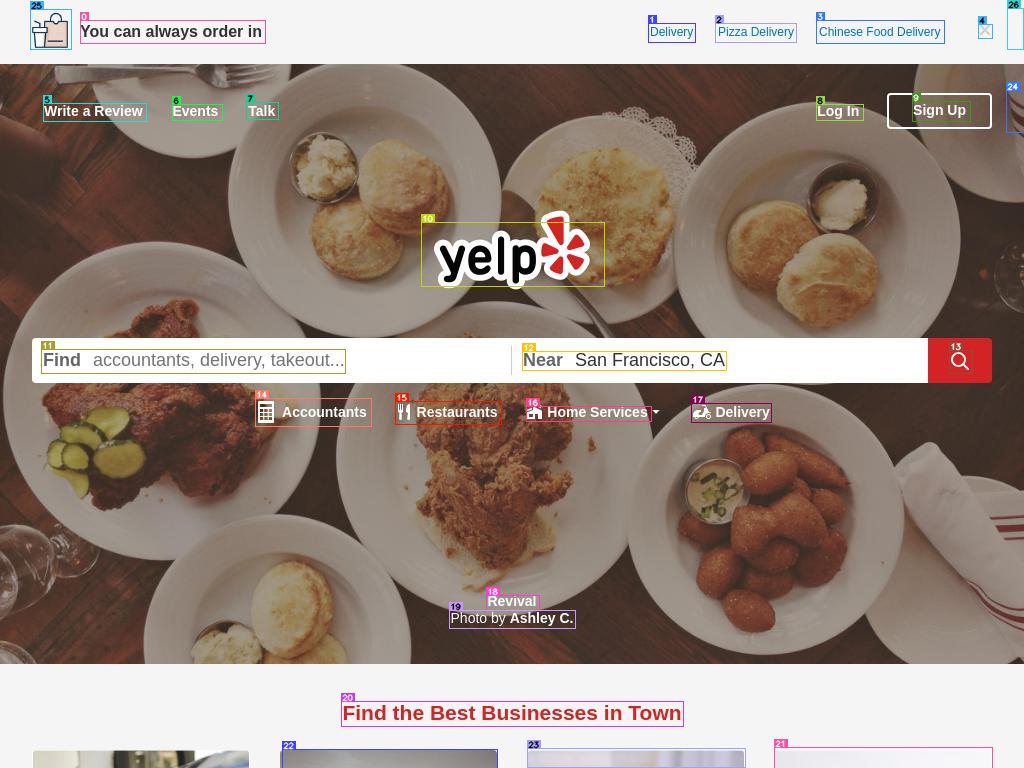 You can always order in
Delivery
Pizza Delivery
Chinese Food Delivery
Write a Review
Events
Talk
Log In
Sign Up
yelp
Find accountants, delivery, takeout...
Near San Francisco, CA
Accountants
Restaurants
Home Services
Delivery
Revival
Photo by Ashley C.
Find the Best Businesses in Town
0
1
2
3
4
5
6
7
8
9
10
11
12
13
14
15
16
17
18
19
20
21
22
23
24
25
26